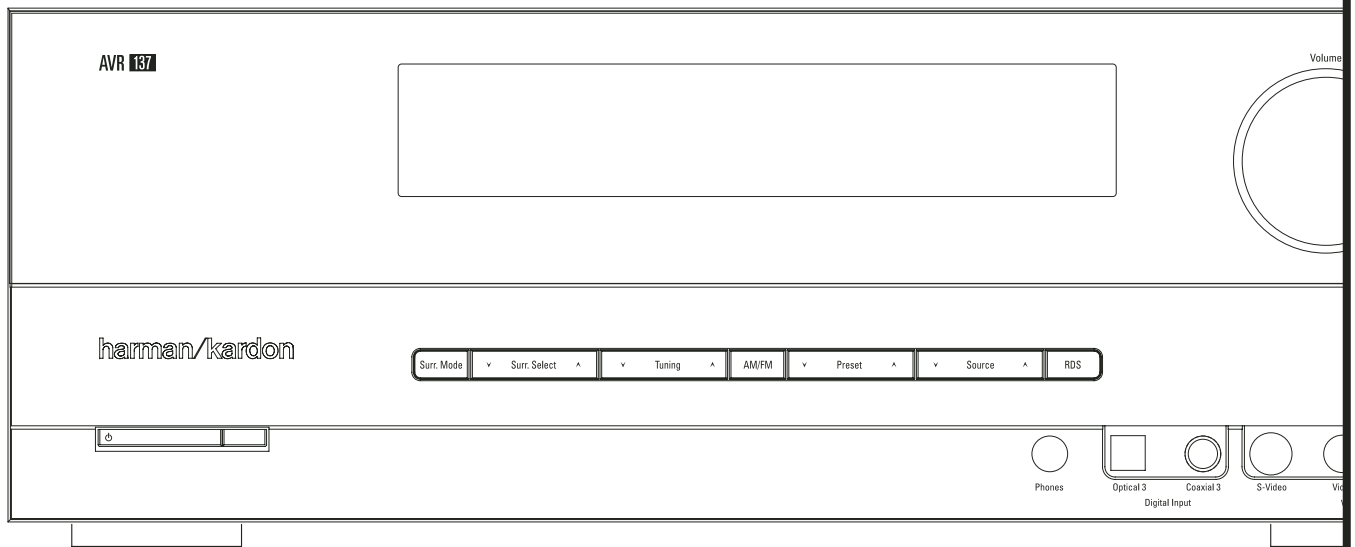 AVR 137
Volume
harman/kardon
Surr. Mode ˅ Surr. Select ˄ ˅ Tuning ˄ AM/FM ˅ Preset ˄ ˅ Source ˄ RDS
Phones Optical 3 Coaxial 3 S-Video
Digital Input